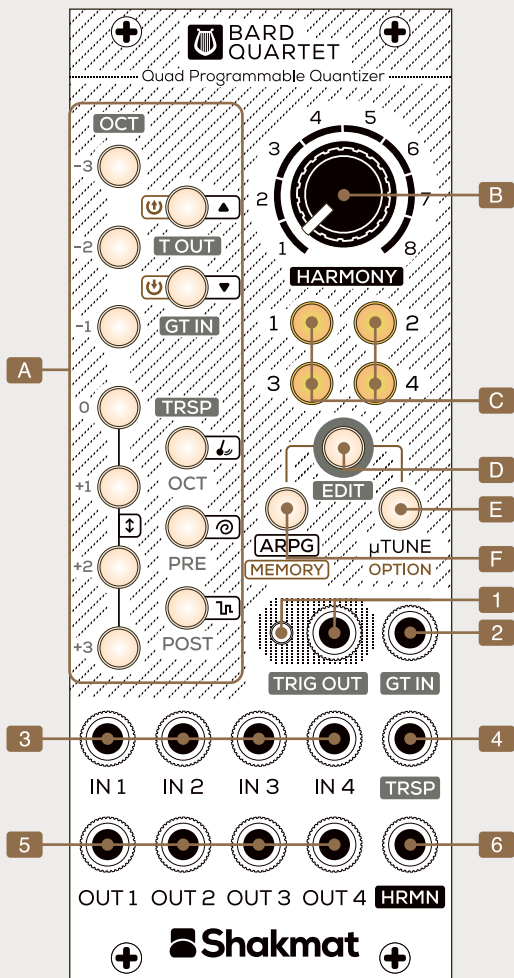 BARD
QUARTET
Quad Programmable Quantizer
OCT
-3
T OUT
-2
GT IN
-1
A
0
TRSP
+1
OCT
+2
PRE
+3
POST
4 5
3 6
2 7
1 8
B
HARMONY
1 2
3 4
C
D
EDIT
E
ARPG
µTUNE
MEMORY
OPTION
F
1
2
TRIG OUT
GT IN
3
4
IN 1 IN 2 IN 3 IN 4 TRSP
5
6
OUT 1 OUT 2 OUT 3 OUT 4 HRMN
Shakmat